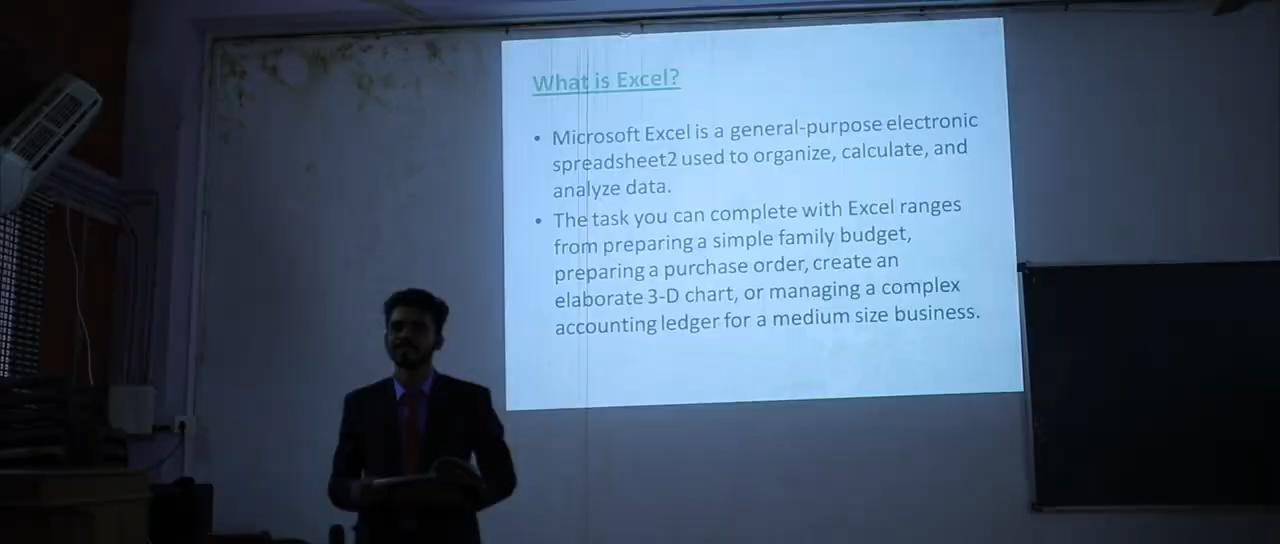 What is Excel?
• Microsoft Excel is a general-purpose electronic
spreadsheet2 used to organize, calculate, and
analyze data.
• The task you can complete with Excel ranges
from preparing a simple family budget,
preparing a purchase order, create an
elaborate 3-D chart, or managing a complex
accounting ledger for a medium size business.